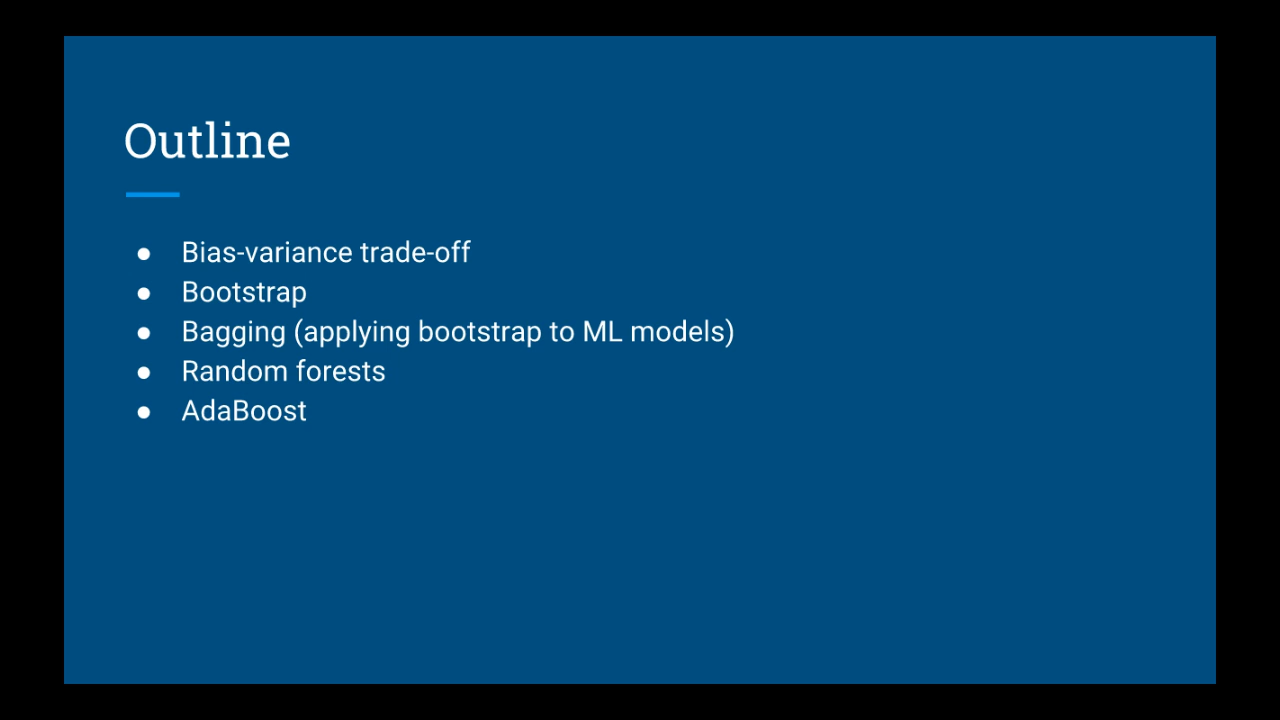 Outline
● Bias-variance trade-off
● Bootstrap
● Bagging (applying bootstrap to ML models)
● Random forests
● AdaBoost